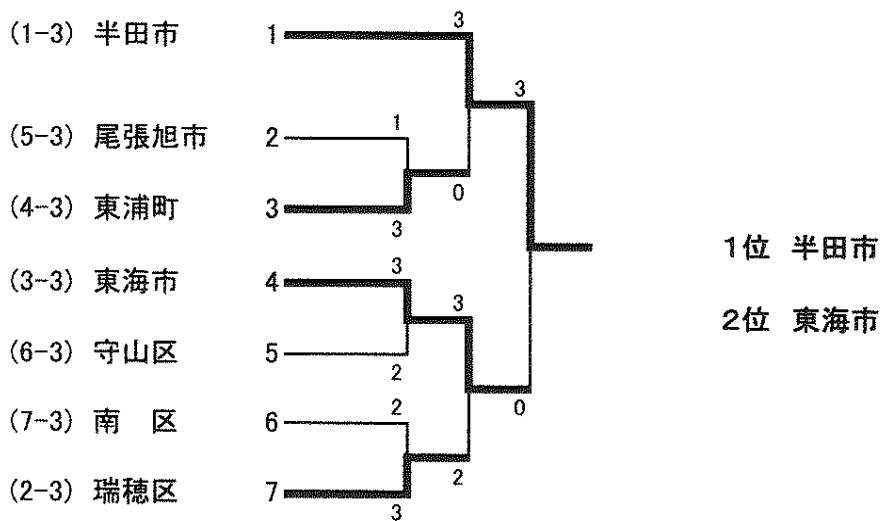 (1-3) 半田市 1 3
3
(5-3) 尾張旭市 2 1
0
(4-3) 東浦町 3 3
1位 半田市
(3-3) 東海市 4 3
3
2位 東海市
(6-3) 守山区 5 2
0
(7-3) 南 区 6 2
2
(2-3) 瑞穂区 7 3